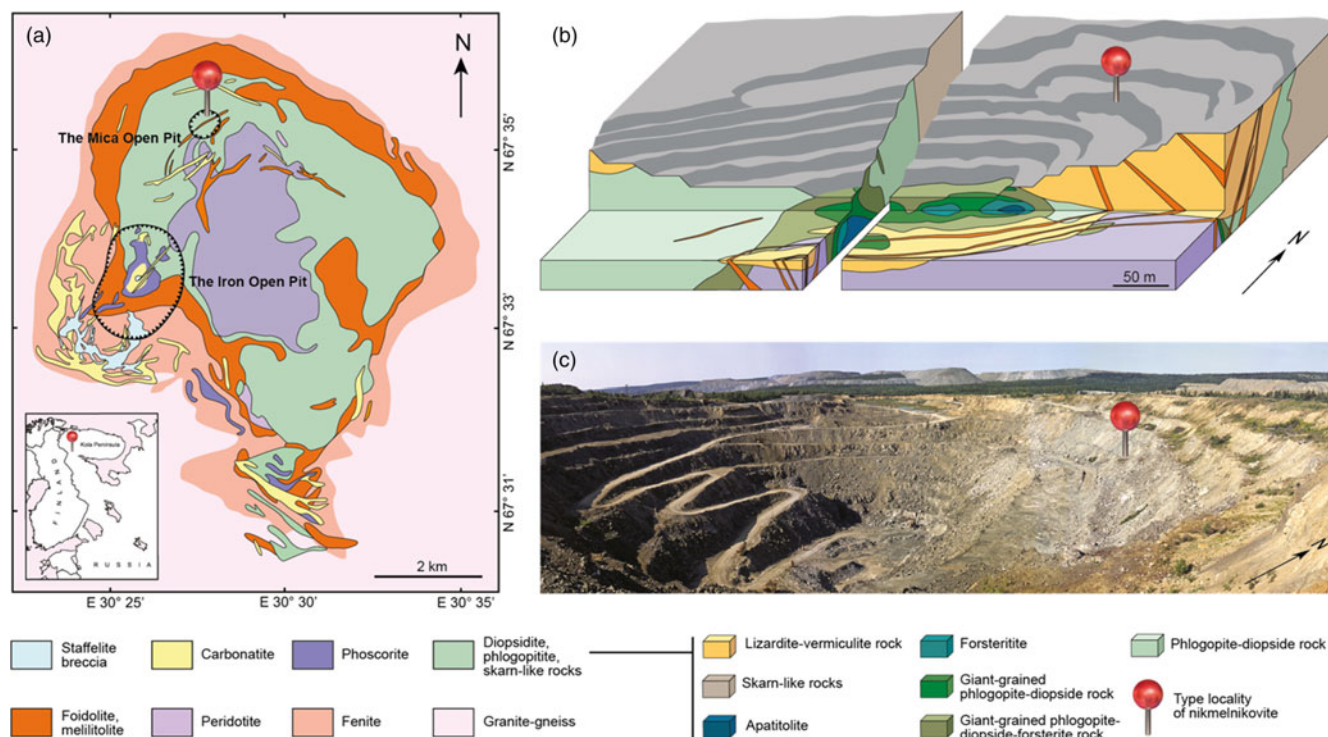 (a)
N
The Mica Open Pit
The Iron Open Pit
N 67° 35'
N 67° 33'
N 67° 31'
2 km
E 30° 25'
E 30° 30'
E 30° 35'
Kola Peninsula
FINLAND
RUSSIA
(b)
50 m
N
(c)
N
Staffelite
breccia
Carbonatite
Phoscorite
Diopsidite,
phlogopitite,
skarn-like rocks
Foidolite,
melilitolite
Peridotite
Fenite
Granite-gneiss
Lizardite-vermiculite rock
Forsteritite
Phlogopite-diopside rock
Skarn-like rocks
Giant-grained
phlogopite-diopside rock
Type locality
of nikmelnikovite
Apatitolite
Giant-grained phlogopite-
diopside-forsterite rock